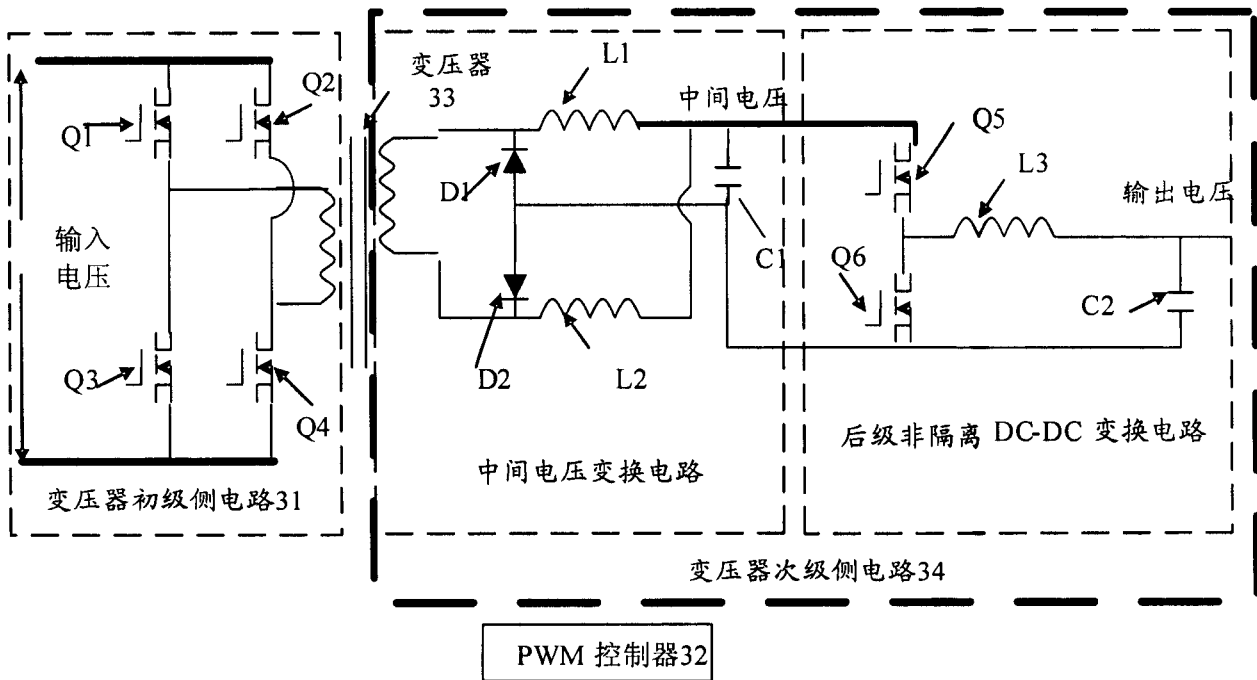 变压器
33
L1
中间电压
Q1
Q2
D1
Q5
L3
输出电压
输入
电压
C1
Q6
C2
Q3
Q4
D2
L2
后级非隔离 DC-DC 变换电路
中间电压变换电路
变压器初级侧电路31
变压器次级侧电路34
PWM 控制器32